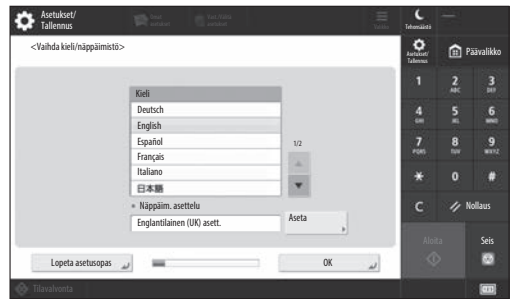 Asetukset/
Tallennus
Valikko
Tehonsäästö
<Vaihda kieli/näppäimistö>
Asetukset/
Tallennus
Päävalikko
Kieli
Deutsch
English
Español
Français
Italiano
日本語
1/2
Näppäim. asettelu
Englantilainen (UK) asett.
Aseta
Lopeta asetusopas
OK
1
2
ABC
3
DEF
4
GHI
5
JKL
6
MNO
7
PQRS
8
TUV
9
WXYZ
0
#
C
Nollaus
Aloita
Seis
Tilavalvonta